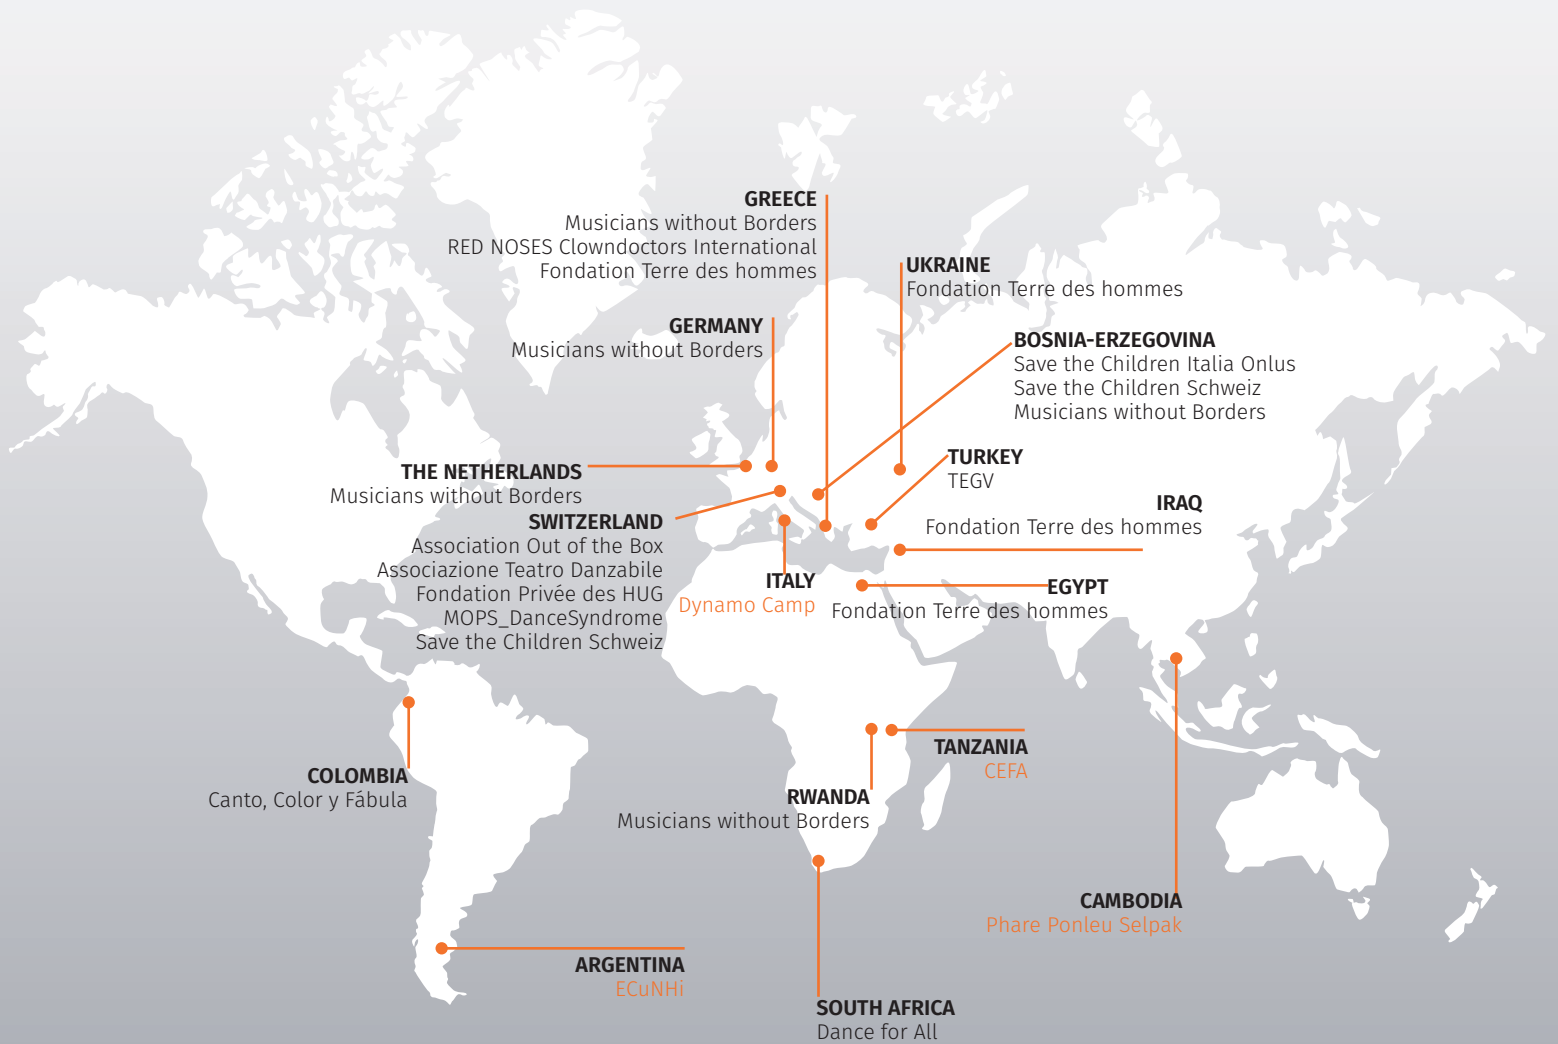 GREECE
Musicians without Borders
RED NOSES Clowndoctors International
Fondation Terre des hommes
UKRAINE
Fondation Terre des hommes
GERMANY
Musicians without Borders
BOSNIA-ERZEGOVINA
Save the Children Italia Onlus
Save the Children Schweiz
Musicians without Borders
THE NETHERLANDS
Musicians without Borders
TURKEY
TEGV
IRAQ
Fondation Terre des hommes
SWITZERLAND
Association Out of the Box
Associazione Teatro Danzabile
Fondation Privée des HUG
MOPS_DanceSyndrome
Save the Children Schweiz
ITALY
Dynamo Camp
EGYPT
Fondation Terre des hommes
COLOMBIA
Canto, Color y Fábula
TANZANIA
CEFA
RWANDA
Musicians without Borders
CAMBODIA
Phare Ponleu Selpak
ARGENTINA
ECuNHi
SOUTH AFRICA
Dance for All